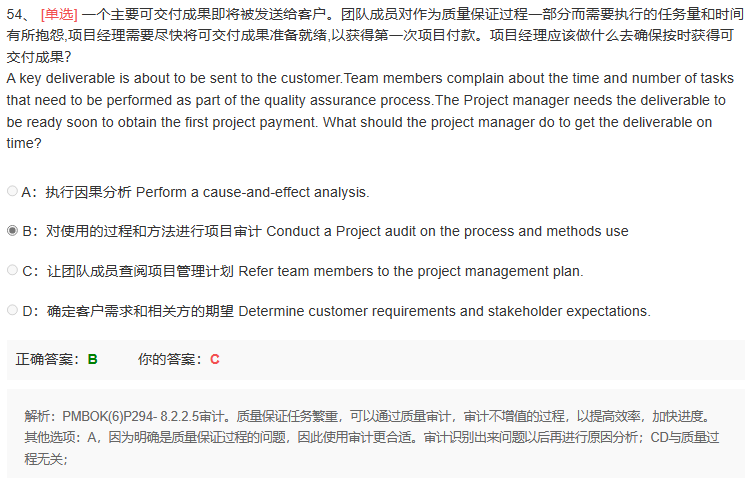 54、 [单选] 一个主要可交付成果即将被发送给客户。团队成员对作为质量保证过程一部分而需要执行的任务量和时间
有所抱怨,项目经理需要尽快将可交付成果准备就绪,以获得第一次项目付款。项目经理应该做什么去确保按时获得可
交付成果?
A key deliverable is about to be sent to the customer.Team members complain about the time and number of tasks
that need to be performed as part of the quality assurance process.The Project manager needs the deliverable to
be ready soon to obtain the first project payment. What should the project manager do to get the deliverable on
time?
A：执行因果分析 Perform a cause-and-effect analysis.
B：对使用的过程和方法进行项目审计 Conduct a Project audit on the process and methods use
C：让团队成员查阅项目管理计划 Refer team members to the project management plan.
D：确定客户需求和相关方的期望 Determine customer requirements and stakeholder expectations.
正确答案：B 你的答案：C
解析：PMBOK(6)P294- 8.2.2.5审计。质量保证任务繁重，可以通过质量审计，审计不增值的过程，以提高效率，加快进度。
其他选项：A，因为明确是质量保证过程的问题，因此使用审计更合适。审计识别出来问题以后再进行原因分析；CD与质量过
程无关；